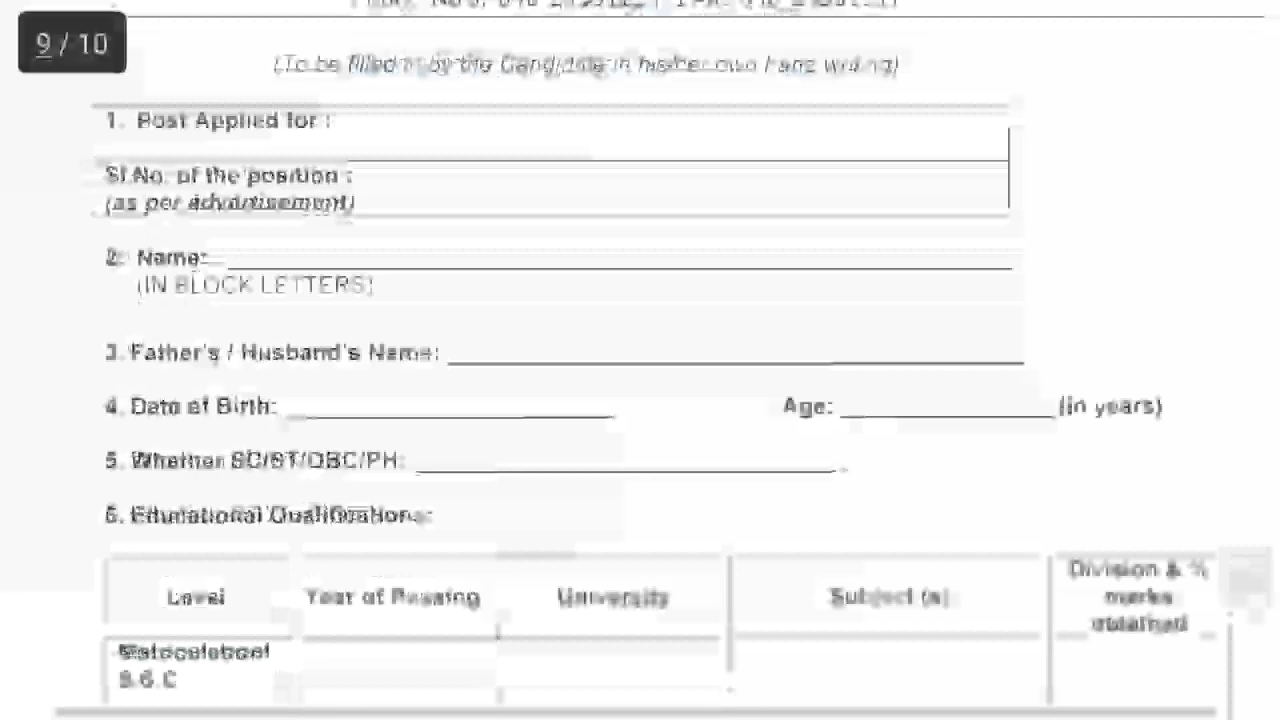 9 / 10
(To be filled in by the Candidate in his/her own hand writing)
1. Post Applied for :
Sl.No. of the position :
(as per advertisement)
2. Name:
(IN BLOCK LETTERS)
3. Father's / Husband's Name:
4. Date of Birth: Age: (in years)
5. Whether SC/ST/OBC/PH:
6. Educational Qualifications:
Level Year of Passing University Subject (s) Division & % marks obtained